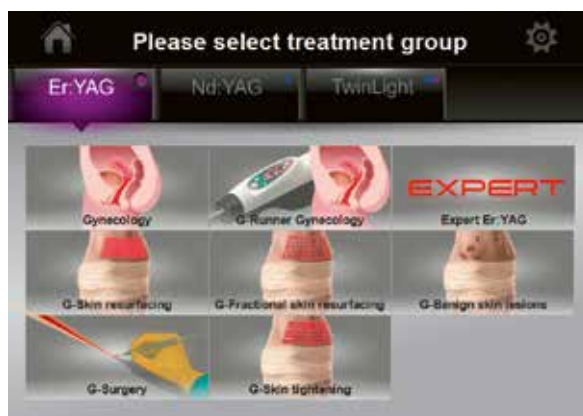 Please select treatment group
Er:YAG
Nd:YAG
TwinLight
Gynecology
G-Runner Gynecology
EXPERT
Expert Er:YAG
G-Skin resurfacing
G-Fractional skin resurfacing
G-Benign skin lesions
G-Surgery
G-Skin tightening